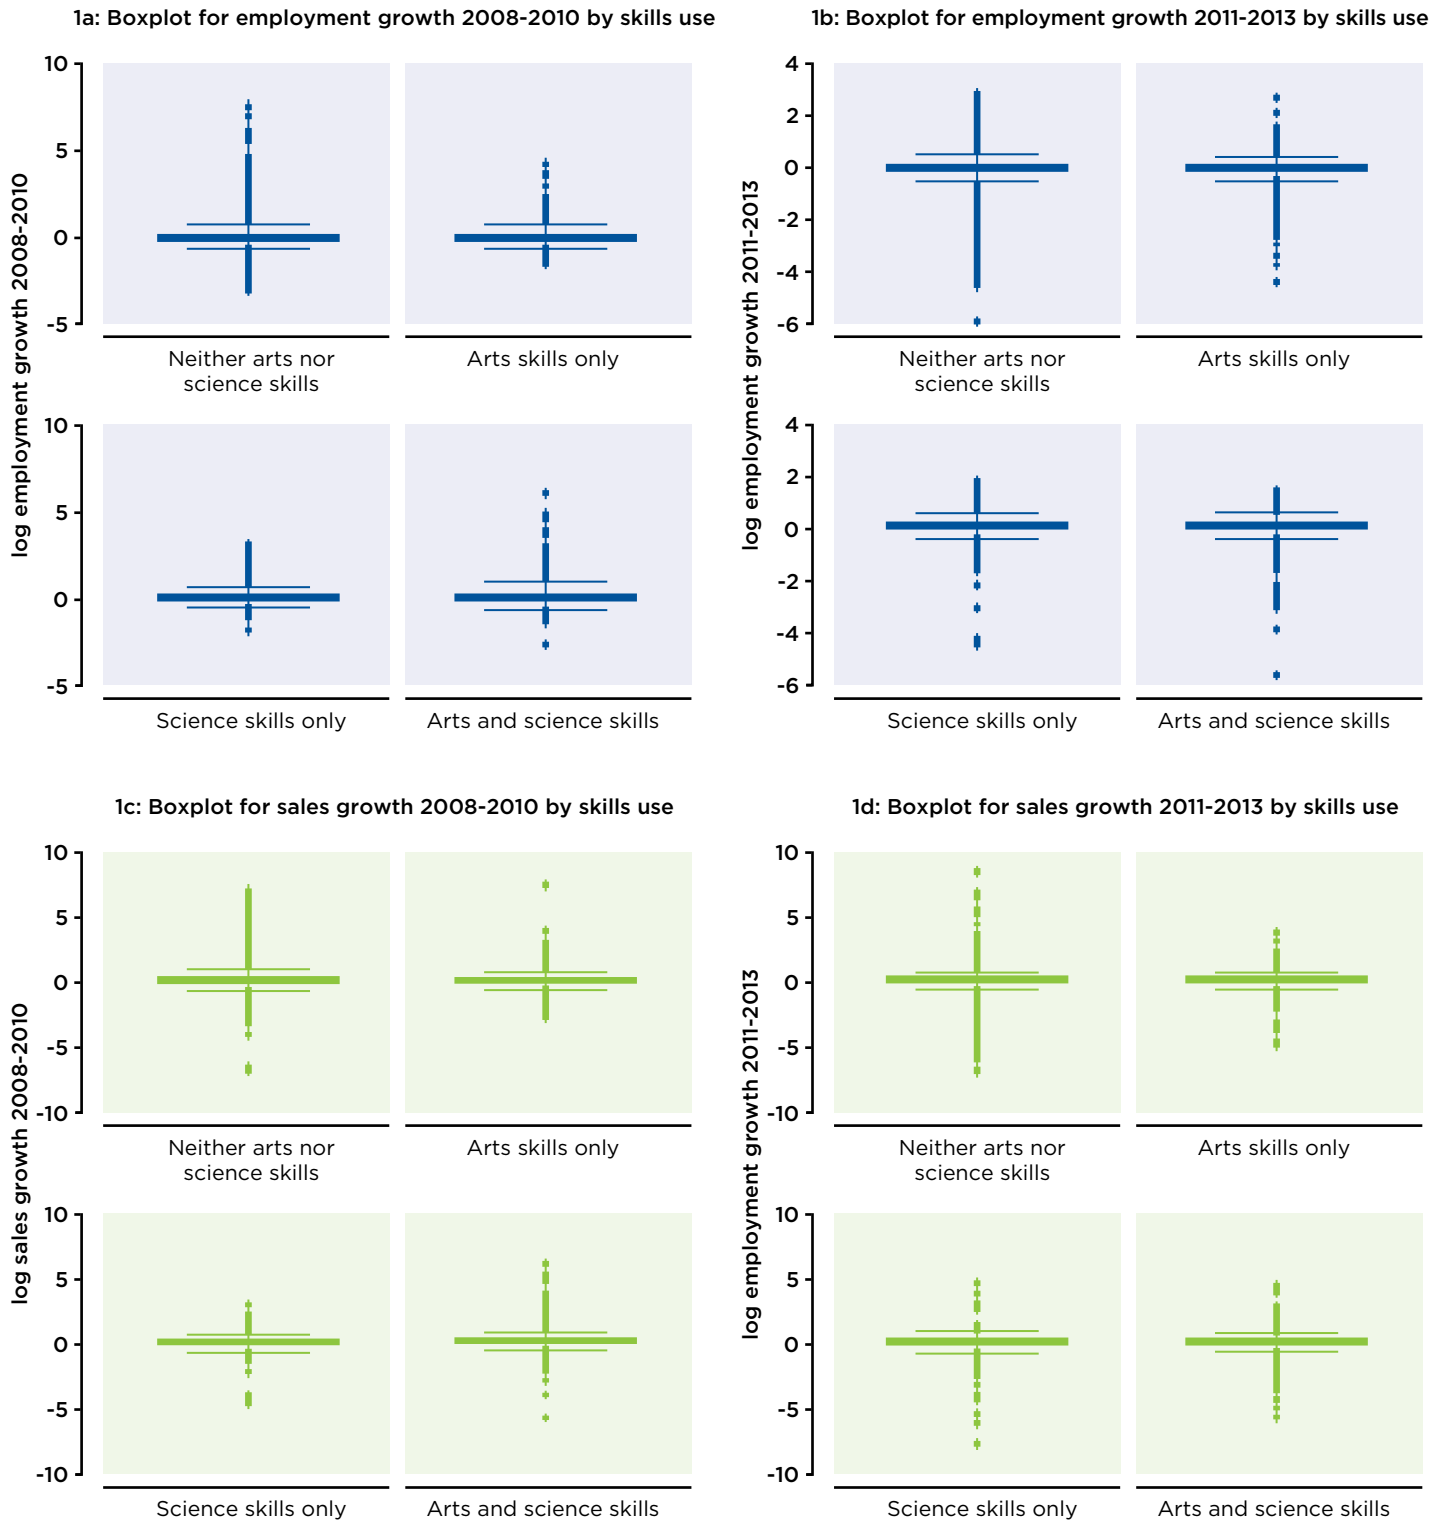 1a: Boxplot for employment growth 2008-2010 by skills use
log employment growth 2008-2010
10
5
0
-5
Neither arts nor
science skills
Arts skills only
10
5
0
-5
Science skills only
Arts and science skills
1b: Boxplot for employment growth 2011-2013 by skills use
log employment growth 2011-2013
4
2
0
-2
-4
-6
Neither arts nor
science skills
Arts skills only
4
2
0
-2
-4
-6
Science skills only
Arts and science skills
1c: Boxplot for sales growth 2008-2010 by skills use
log sales growth 2008-2010
10
5
0
-5
-10
Neither arts nor
science skills
Arts skills only
10
5
0
-5
-10
Science skills only
Arts and science skills
1d: Boxplot for sales growth 2011-2013 by skills use
log employment growth 2011-2013
10
5
0
-5
-10
Neither arts nor
science skills
Arts skills only
10
5
0
-5
-10
Science skills only
Arts and science skills